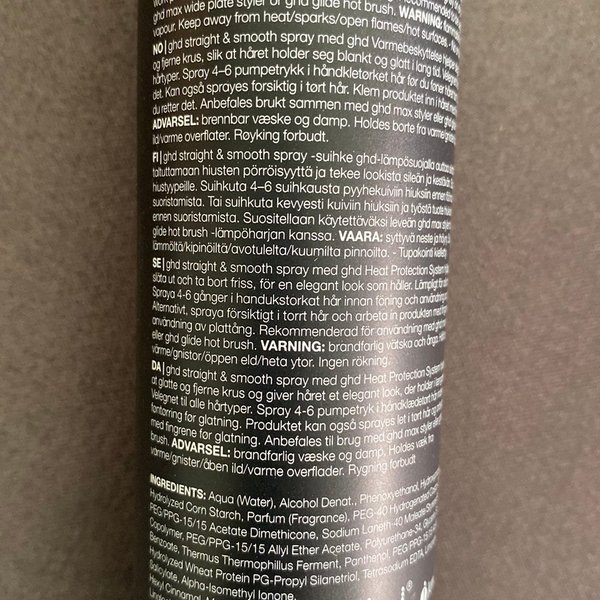 ghd max wide plate styler or ghd glide hot brush. WARNING:
vapour. Keep away from heat/sparks/open flames/hot surfaces. - 
NO | ghd straight & smooth spray med ghd Varmebeskyttelse
og fjerne krus, slik at håret holder seg blankt og glatt i lang tid.
hårtyper. Spray 4–6 pumpetrykk i håndkletørket hår før du føner
det. Kan også sprayes forsiktig i tørt hår. Klem produktet inn i håret
du retter det. Anbefales brukt sammen med ghd max styler eller ghd
ADVARSEL: brennbar væske og damp. Holdes borte fra varme/
ild/varme overflater. Røyking forbudt.
FI | ghd straight & smooth spray -suihke ghd-lämpösuojalla auttaa
taltuttamaan hiusten pörröisyyttä ja tekee lookista sileän ja
hiustyypeille. Suihkuta 4–6 suihkausta pyyhekuiviin hiuksiin ennen
suoristamista. Tai suihkuta kevyesti kuiviin hiuksiin ja työstä tuote
ennen suoristamista. Suositellaan käytettäväksi leveän ghd max
glide hot brush -lämpöharjan kanssa. VAARA: syttyvä neste ja
lämmöltä/kipinöiltä/avotulelta/kuumilta pinnoilta. - Tupakointi kielletty
SE | ghd straight & smooth spray med ghd Heat Protection System
släta ut och ta bort friss, för en elegant look som håller. Lämpligt för
Spraya 4-6 gånger i handukstorkat hår innan föning och
Alternativt, spraya försiktigt i torrt hår och arbeta in produkten med
användning av plattång. Rekommenderad för användning med ghd
eller ghd glide hot brush. VARNING: brandfarlig vätska och ånga.
värme/gnistor/öppen eld/heta ytor. Ingen rökning.
DA | ghd straight & smooth spray med ghd Heat Protection System
at glatte og fjerne krus og giver håret et elegant look, der holder
Velegnet til alle hårtyper. Spray 4-6 pumpetryk i håndklædetørt
føntørring før glatning. Produktet kan også sprayes let i tørt hår og
med fingrene før glatning. Anbefales til brug med ghd max styler eller
brush. ADVARSEL: brandfarlig væske og damp. Holdes væk fra
varme/gnister/åben ild/varme overflader. Rygning forbudt
INGREDIENTS: Aqua (Water), Alcohol Denat., Phenoxyethanol,
Hydrolyzed Corn Starch, Parfum (Fragrance), PEG-40 Hydrogenated
PEG/PPG-15/15 Acetate Dimethicone, Sodium Laneth-40 Maleate
Copolymer, PEG/PPG-15/15 Allyl Ether Acetate, Polyurethane-34,
Benzoate, Thermus Thermophillus Ferment, Panthenol, PEG
Hydrolyzed Wheat Protein PG-Propyl Silanetriol, Tetrasodium EDTA,
Salicylate, Alpha-Isomethyl Ionone,
Hexyl Cinnamal,